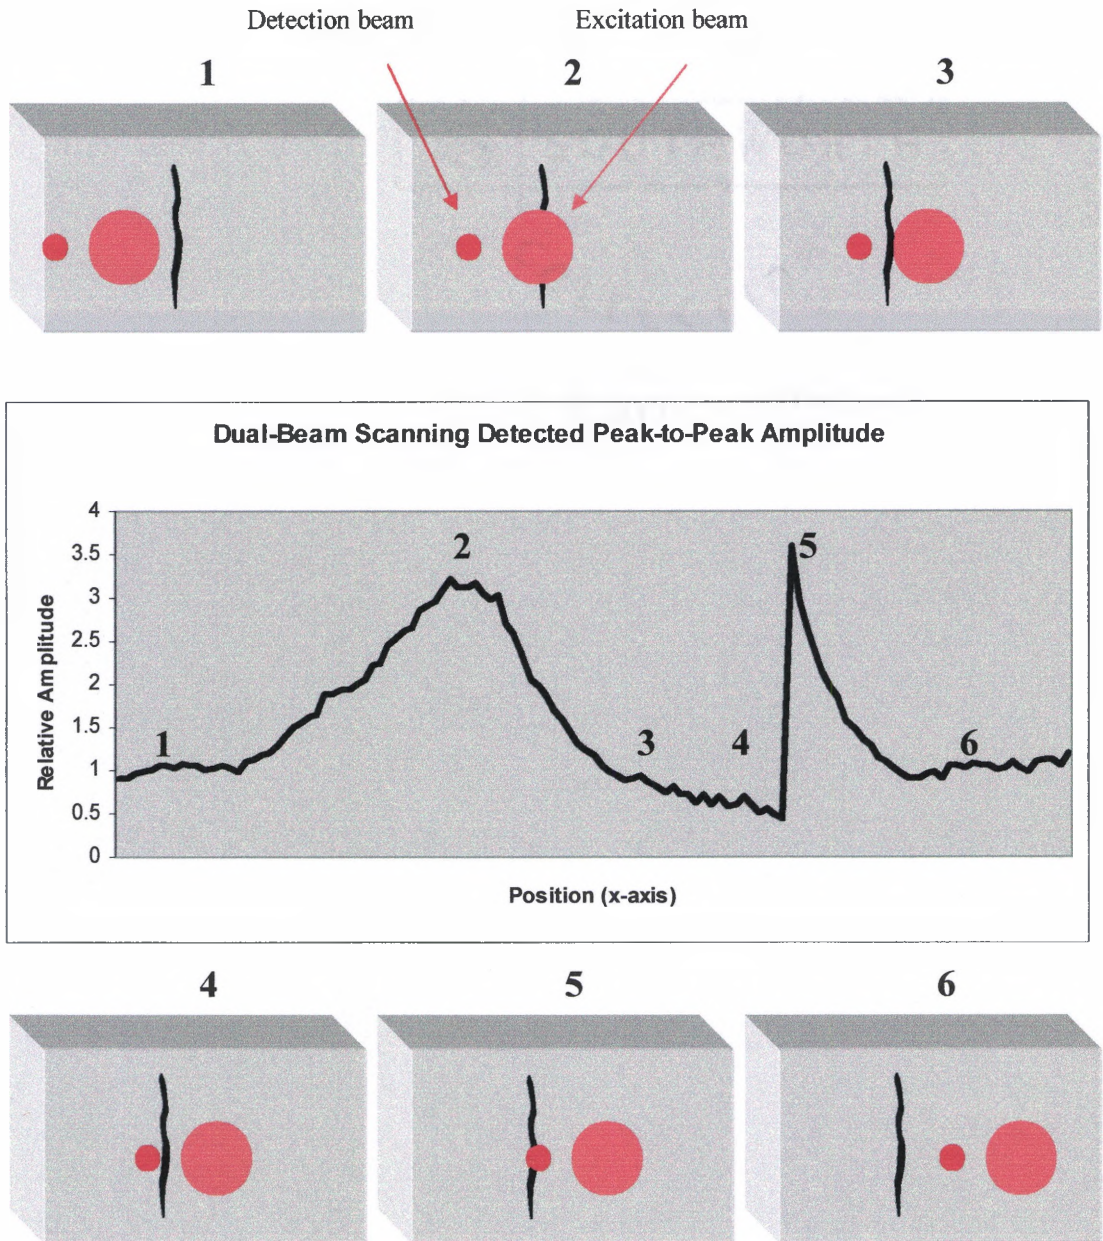 Detection beam Excitation beam
1 2 3
Dual-Beam Scanning Detected Peak-to-Peak Amplitude
4
3.5
3
2.5
2
1.5
1
0.5
0
Relative Amplitude
1 2 3 4 5 6
Position (x-axis)
4 5 6